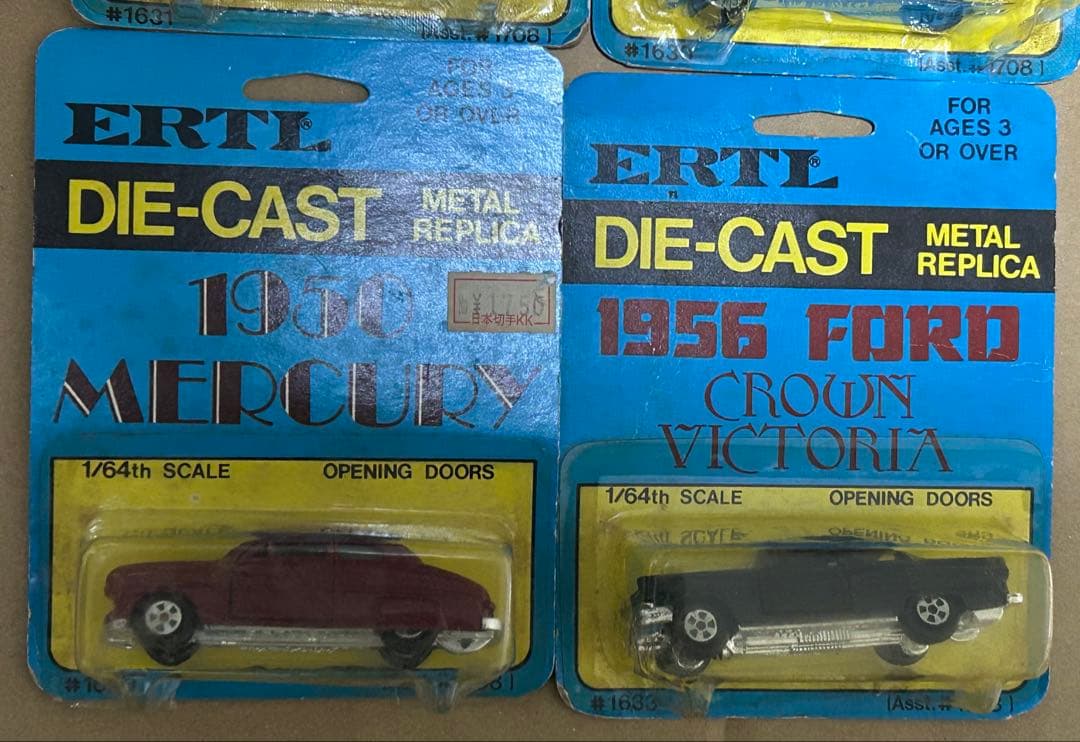 #1631
(Asst. #1708)
#1630
(Asst. #1708)
ERTL®
FOR
AGES 3
OR OVER
DIE-CAST
METAL
REPLICA
1950
MERCURY
日本切手KK
1/64th SCALE
OPENING DOORS
ERTL®
FOR
AGES 3
OR OVER
DIE-CAST
METAL
REPLICA
1956 FORD
CROWN
VICTORIA
1/64th SCALE
OPENING DOORS
#1633
(Asst. #